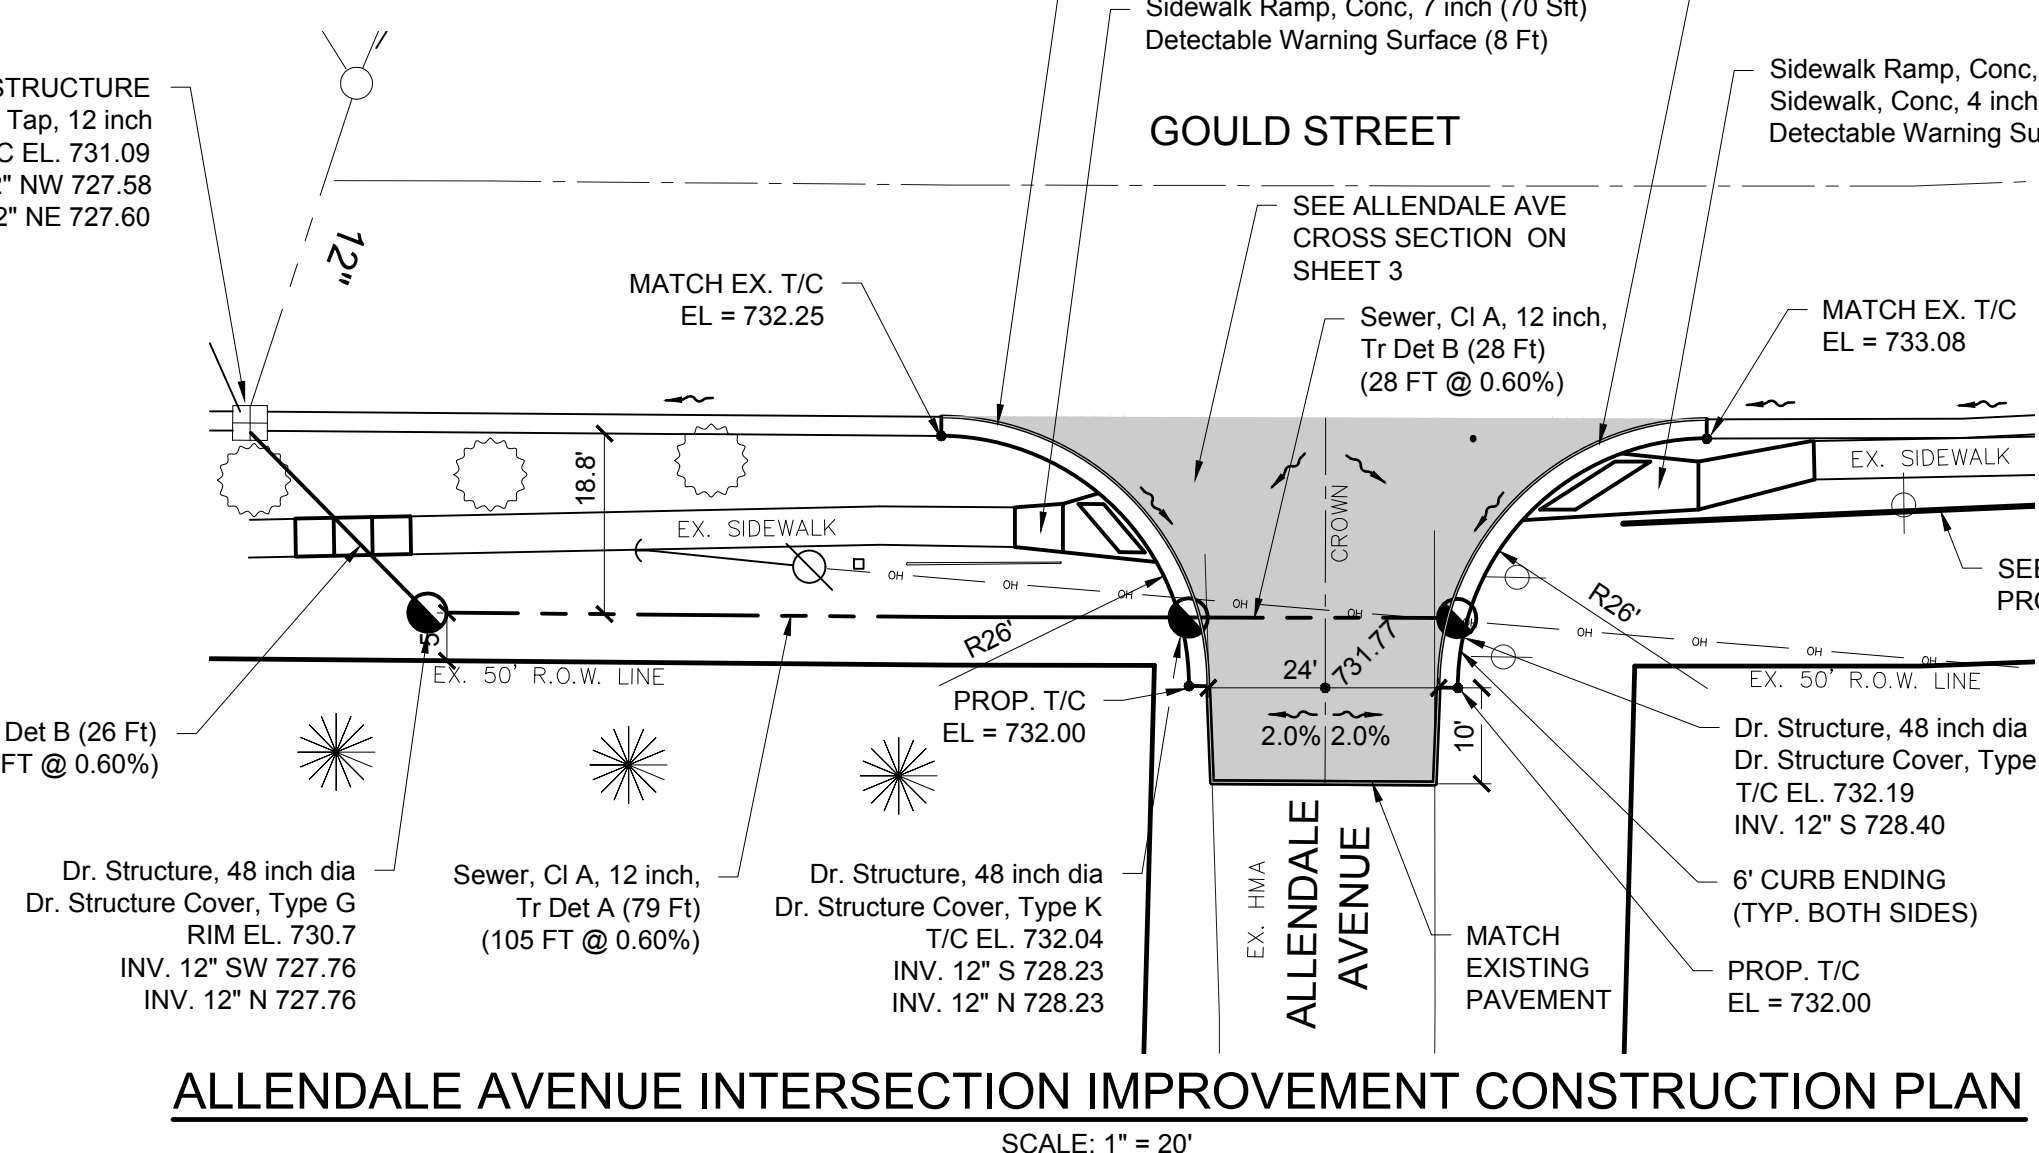 Sidewalk Ramp, Conc, 7 inch (70 Sft)
Detectable Warning Surface (8 Ft)
STRUCTURE
Tap, 12 inch
EL. 731.09
NW 727.58
NE 727.60
12"
GOULD STREET
Sidewalk Ramp, Conc,
Sidewalk, Conc, 4 inch
Detectable Warning
SEE ALLENDALE AVE
CROSS SECTION ON
SHEET 3
MATCH EX. T/C
EL = 732.25
Sewer, Cl A, 12 inch,
Tr Det B (28 Ft)
(28 FT @ 0.60%)
MATCH EX. T/C
EL = 733.08
18.8'
EX. SIDEWALK
CROWN
EX. SIDEWALK
OH
OH
OH
OH
OH
OH
OH
OH
OH
R26'
R26'
5'
EX. 50' R.O.W. LINE
24'
731.77
EX. 50' R.O.W. LINE
PROP. T/C
EL = 732.00
2.0%
2.0%
10'
Det B (26 Ft)
FT @ 0.60%)
Dr. Structure, 48 inch dia
Dr. Structure Cover, Type
T/C EL. 732.19
INV. 12" S 728.40
Dr. Structure, 48 inch dia
Dr. Structure Cover, Type G
RIM EL. 730.7
INV. 12" SW 727.76
INV. 12" N 727.76
Sewer, Cl A, 12 inch,
Tr Det A (79 Ft)
(105 FT @ 0.60%)
Dr. Structure, 48 inch dia
Dr. Structure Cover, Type K
T/C EL. 732.04
INV. 12" S 728.23
INV. 12" N 728.23
EX. HMA
ALLENDALE
AVENUE
MATCH
EXISTING
PAVEMENT
6' CURB ENDING
(TYP. BOTH SIDES)
PROP. T/C
EL = 732.00
ALLENDALE AVENUE INTERSECTION IMPROVEMENT CONSTRUCTION PLAN
SCALE: 1" = 20'